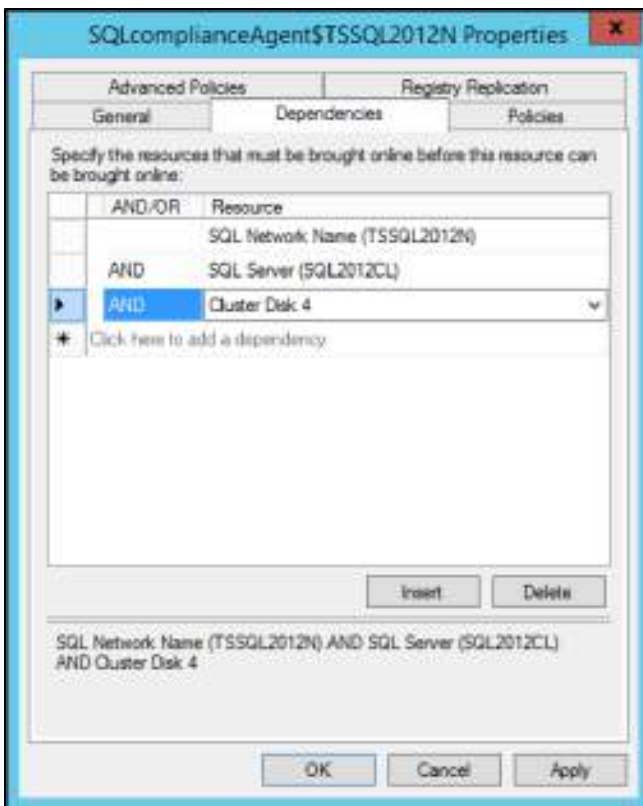 SQLcomplianceAgent$TSSQL2012N Properties
x
Advanced Policies Registry Replication
General Dependencies Policies
Specify the resources that must be brought online before this resource can
be brought online:
AND/OR Resource
SQL Network Name (TSSQL2012N)
AND SQL Server (SQL2012CL)
AND Cluster Disk 4
* Click here to add a dependency
Insert Delete
SQL Network Name (TSSQL2012N) AND SQL Server (SQL2012CL)
AND Cluster Disk 4
OK Cancel Apply